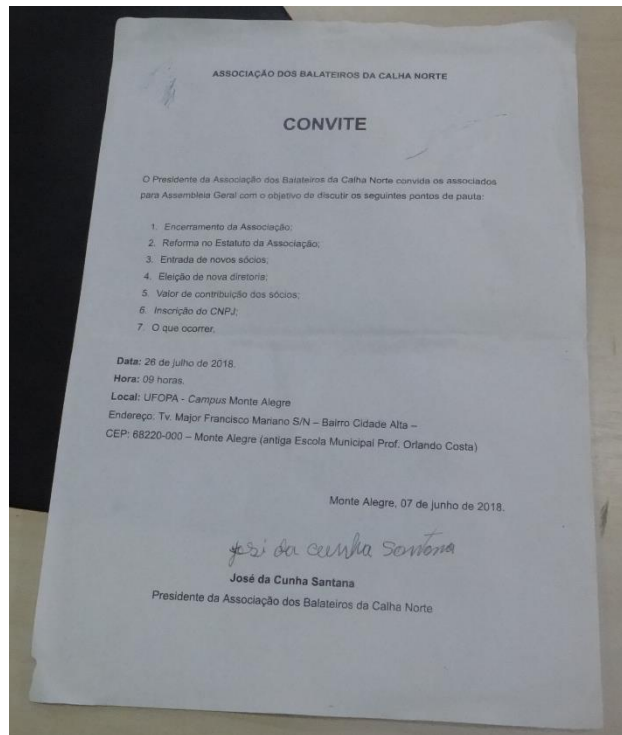 ASSOCIAÇÃO DOS BALATEIROS DA CALHA NORTE
CONVITE
O Presidente da Associação dos Balateiros da Calha Norte convida os associados
para Assembleia Geral com o objetivo de discutir os seguintes pontos de pauta:
1. Encerramento da Associação;
2. Reforma no Estatuto da Associação;
3. Entrada de novos sócios;
4. Eleição de nova diretoria;
5. Valor de contribuição dos sócios;
6. Inscrição do CNPJ;
7. O que ocorrer.
Data: 26 de julho de 2018.
Hora: 09 horas.
Local: UFOPA - Campus Monte Alegre
Endereço: Tv. Major Francisco Mariano S/N – Bairro Cidade Alta –
CEP: 68220-000 – Monte Alegre (antiga Escola Municipal Prof. Orlando Costa)
Monte Alegre, 07 de junho de 2018.
José da Cunha Santana
José da Cunha Santana
Presidente da Associação dos Balateiros da Calha Norte